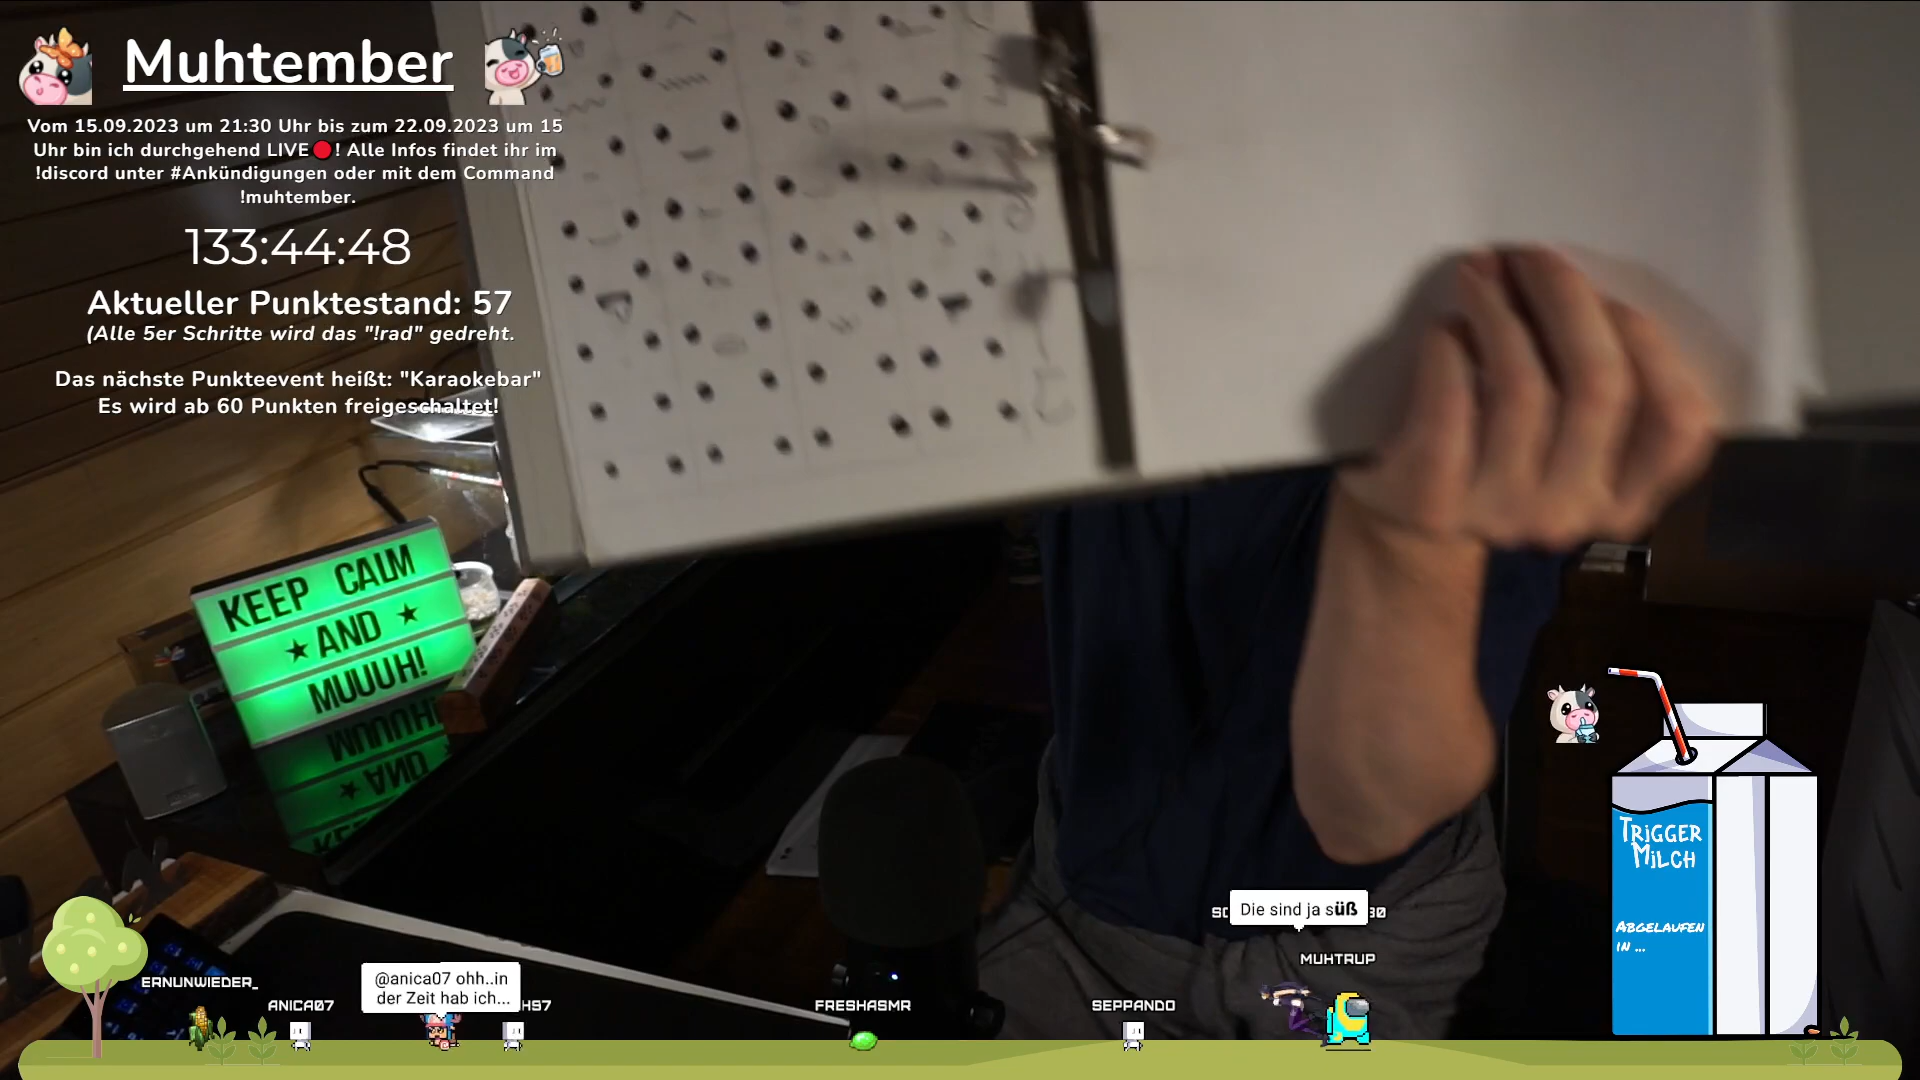 Muhtember
Vom 15.09.2023 um 21:30 Uhr bis zum 22.09.2023 um 15
Uhr bin ich durchgehend LIVE🔴! Alle Infos findet ihr im
!discord unter #Ankündigungen oder mit dem Command
!muhtember.
133:44:48
Aktueller Punktestand: 57
(Alle 5er Schritte wird das "!rad" gedreht.
Das nächste Punkteevent heißt: "Karaokebar"
Es wird ab 60 Punkten freigeschaltet!
KEEP CALM
★AND★
MUUUH!
TRIGGER
MILCH
ABGELAUFEN
IN ...
Die sind ja süß
MUHTRUP
ERNUNWIEDER_
ANICA07
@anica07 ohh..in
der Zeit hab ich...
HS7
FRESHASMR
SEPPANDO